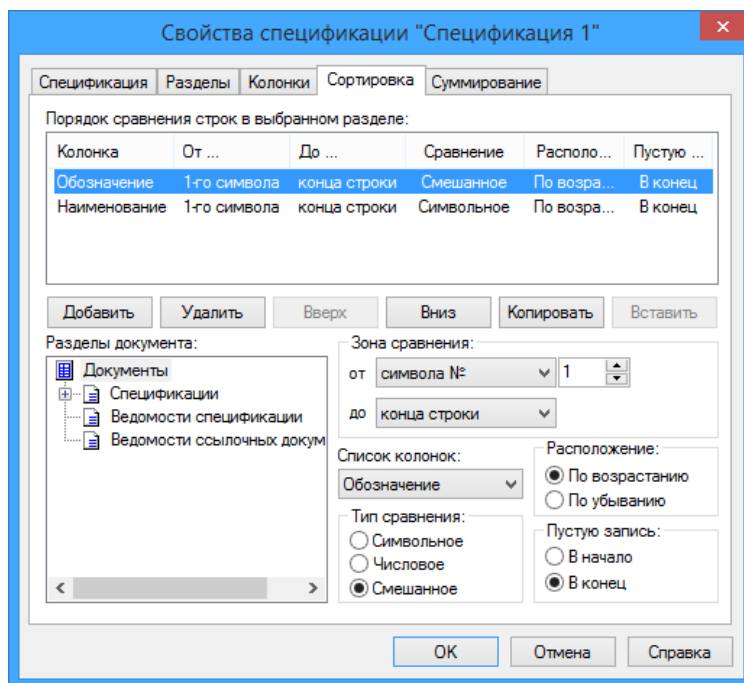 Свойства спецификации "Спецификация 1"
Спецификация Разделы Колонки Сортировка Суммирование
Порядок сравнения строк в выбранном разделе:
Колонка От ... До ... Сравнение Располо... Пустую ...
Обозначение 1-го символа конца строки Смешанное По возра... В конец
Наименование 1-го символа конца строки Символьное По возра... В конец
Добавить Удалить Вверх Вниз Копировать Вставить
Разделы документа:
Документы
Спецификации
Ведомости спецификации
Ведомости ссылочных докум
Зона сравнения:
от символа № 1
до конца строки
Список колонок:
Обозначение
Тип сравнения:
Символьное
Числовое
Смешанное
Расположение:
По возрастанию
По убыванию
Пустую запись:
В начало
В конец
OK Отмена Справка